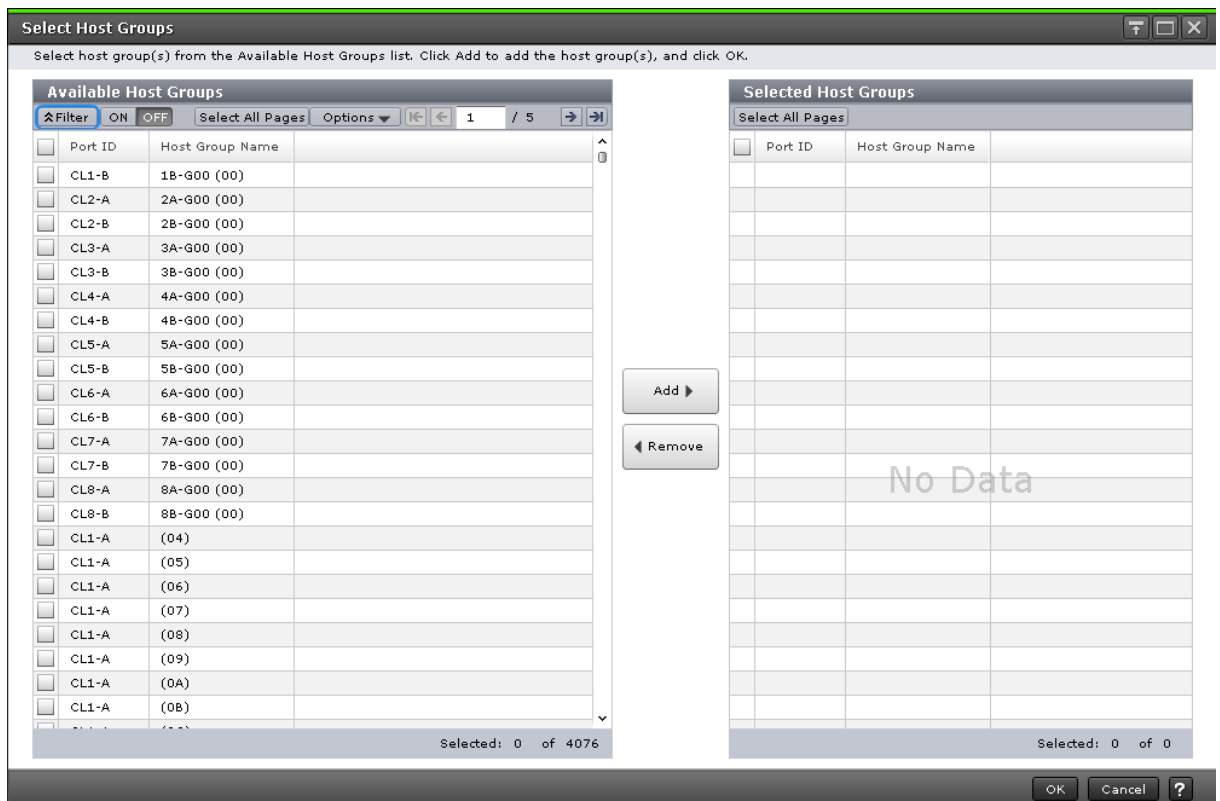 Select Host Groups
Select host group(s) from the Available Host Groups list. Click Add to add the host group(s), and click OK.
Available Host Groups
Filter ON OFF Select All Pages Options 1 / 5
Port ID Host Group Name
CL1-B 1B-G00 (00)
CL2-A 2A-G00 (00)
CL2-B 2B-G00 (00)
CL3-A 3A-G00 (00)
CL3-B 3B-G00 (00)
CL4-A 4A-G00 (00)
CL4-B 4B-G00 (00)
CL5-A 5A-G00 (00)
CL5-B 5B-G00 (00)
CL6-A 6A-G00 (00)
CL6-B 6B-G00 (00)
CL7-A 7A-G00 (00)
CL7-B 7B-G00 (00)
CL8-A 8A-G00 (00)
CL8-B 8B-G00 (00)
CL1-A (04)
CL1-A (05)
CL1-A (06)
CL1-A (07)
CL1-A (08)
CL1-A (09)
CL1-A (0A)
CL1-A (0B)
Selected: 0 of 4076
Add
Remove
Selected Host Groups
Select All Pages
Port ID Host Group Name
No Data
Selected: 0 of 0
OK Cancel ?